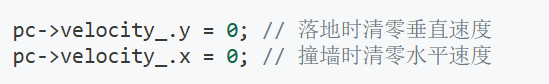 pc->velocity_.y = 0; // 落地时清零垂直速度
pc->velocity_.x = 0; // 撞墙时清零水平速度